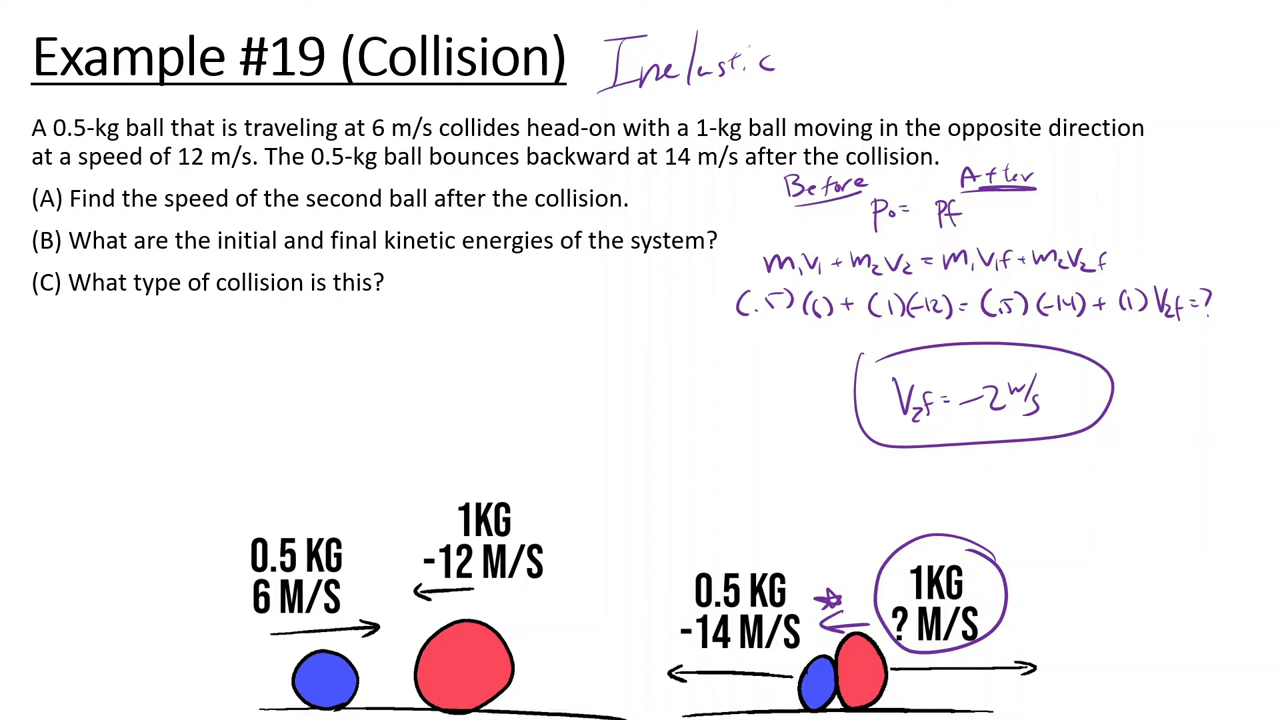 Example #19 (Collision) Inelastic
A 0.5-kg ball that is traveling at 6 m/s collides head-on with a 1-kg ball moving in the opposite direction
at a speed of 12 m/s. The 0.5-kg ball bounces backward at 14 m/s after the collision.
(A) Find the speed of the second ball after the collision.
(B) What are the initial and final kinetic energies of the system?
(C) What type of collision is this?
Before After
Po = Pf
m₁v₁ + m₂v₂ = m₁v₁f + m₂v₂f
(.5)(6) + (1)(-12) = (.5)(-14) + (1)V₂f = ?
V₂f = -2 m/s
0.5 KG
6 M/S
1KG
-12 M/S
0.5 KG
-14 M/S
1KG
? M/S